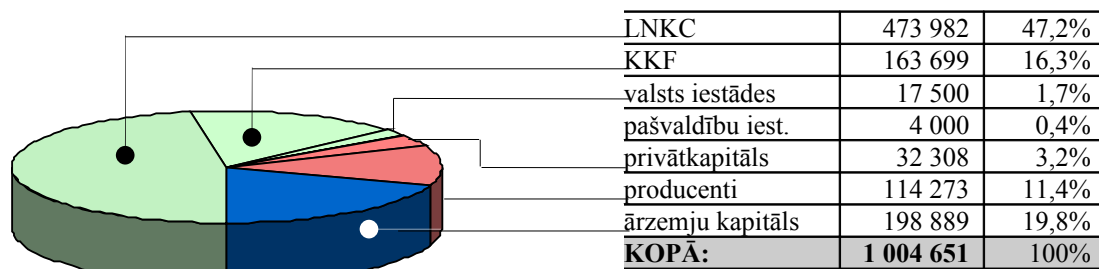 LNKC 473 982 47,2%
KKF 163 699 16,3%
valsts iestādes 17 500 1,7%
pašvaldību iest. 4 000 0,4%
privātkapitāls 32 308 3,2%
producenti 114 273 11,4%
ārzemju kapitāls 198 889 19,8%
KOPĀ: 1 004 651 100%